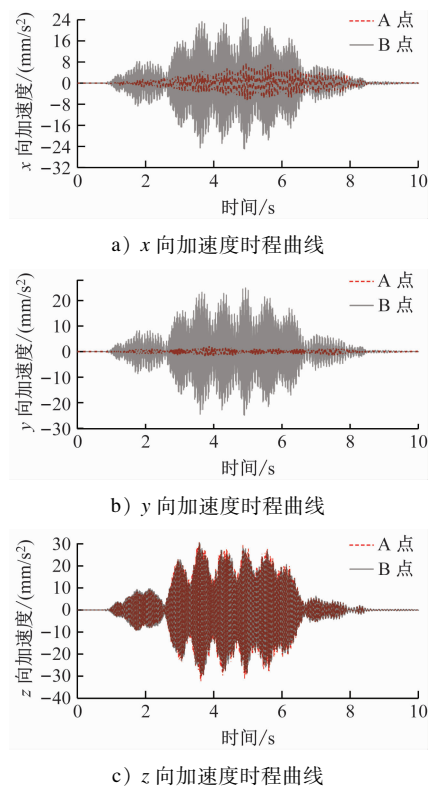 24
16
8
0
−8
−16
−24
−32
x 向加速度/(mm/s²)
A 点
B 点
0 2 4 6 8 10
时间/s
a）x 向加速度时程曲线
20
10
0
−10
−20
−30
y 向加速度/(mm/s²)
A 点
B 点
0 2 4 6 8 10
时间/s
b）y 向加速度时程曲线
30
20
10
0
−10
−20
−30
−40
z 向加速度/(mm/s²)
A 点
B 点
0 2 4 6 8 10
时间/s
c）z 向加速度时程曲线